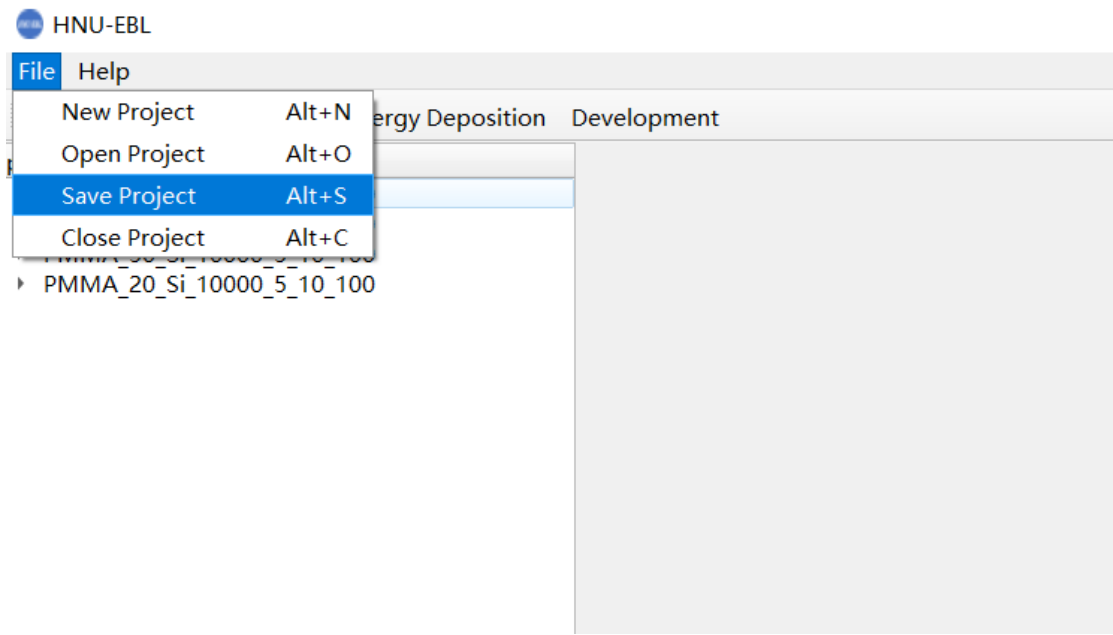 HNU-EBL
File Help
New Project Alt+N
Open Project Alt+O
Save Project Alt+S
Close Project Alt+C
ergy Deposition Development
PMMA_20_Si_10000_5_10_100